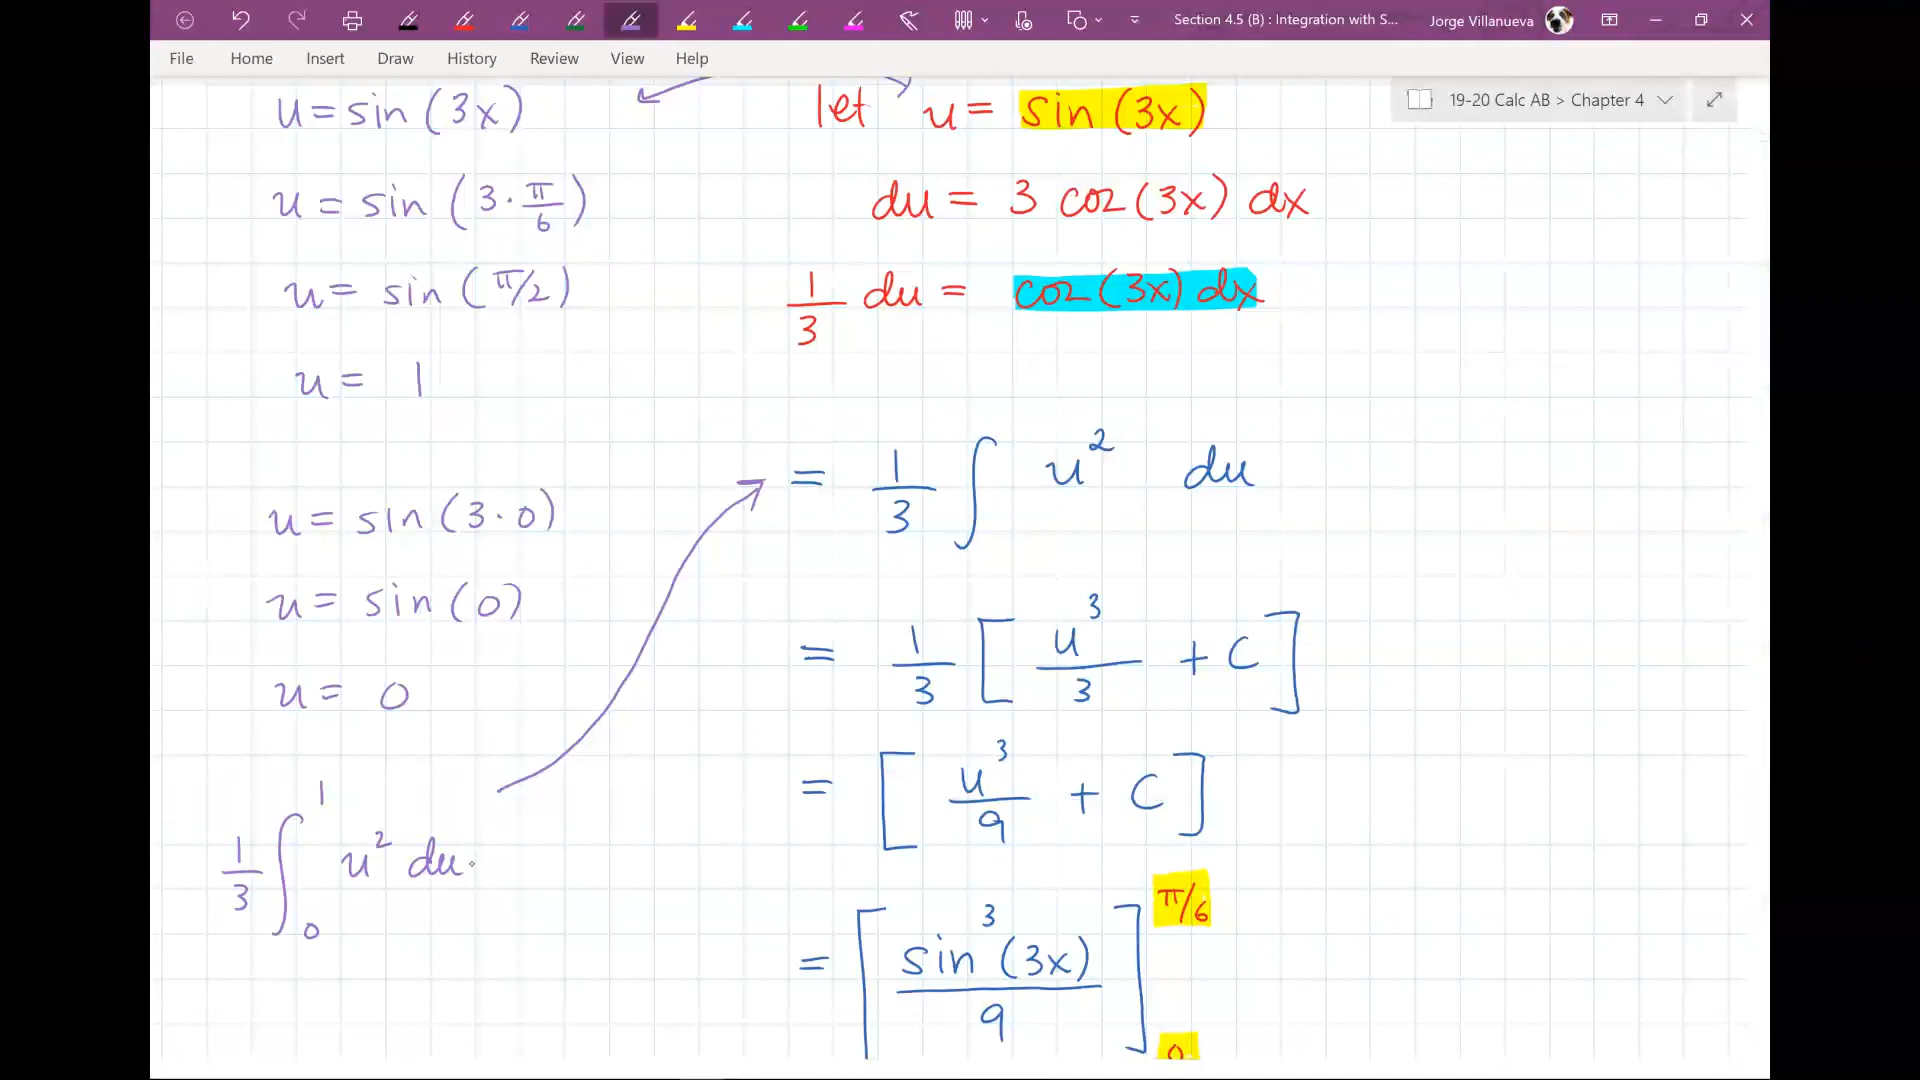 Section 4.5 (B) : Integration with S...
Jorge Villanueva
File Home Insert Draw History Review View Help
19-20 Calc AB > Chapter 4
u = sin (3x)
u = sin (3 · π/6)
u = sin (π/2)
u = 1
u = sin (3 · 0)
u = sin (0)
u = 0
1/3 ∫₀¹ u² du
let u = sin (3x)
du = 3 cos (3x) dx
1/3 du = cos (3x) dx
= 1/3 ∫ u² du
= 1/3 [ u³/3 + C ]
= [ u³/9 + C ]
= [ sin³ (3x) / 9 ] π/6
0